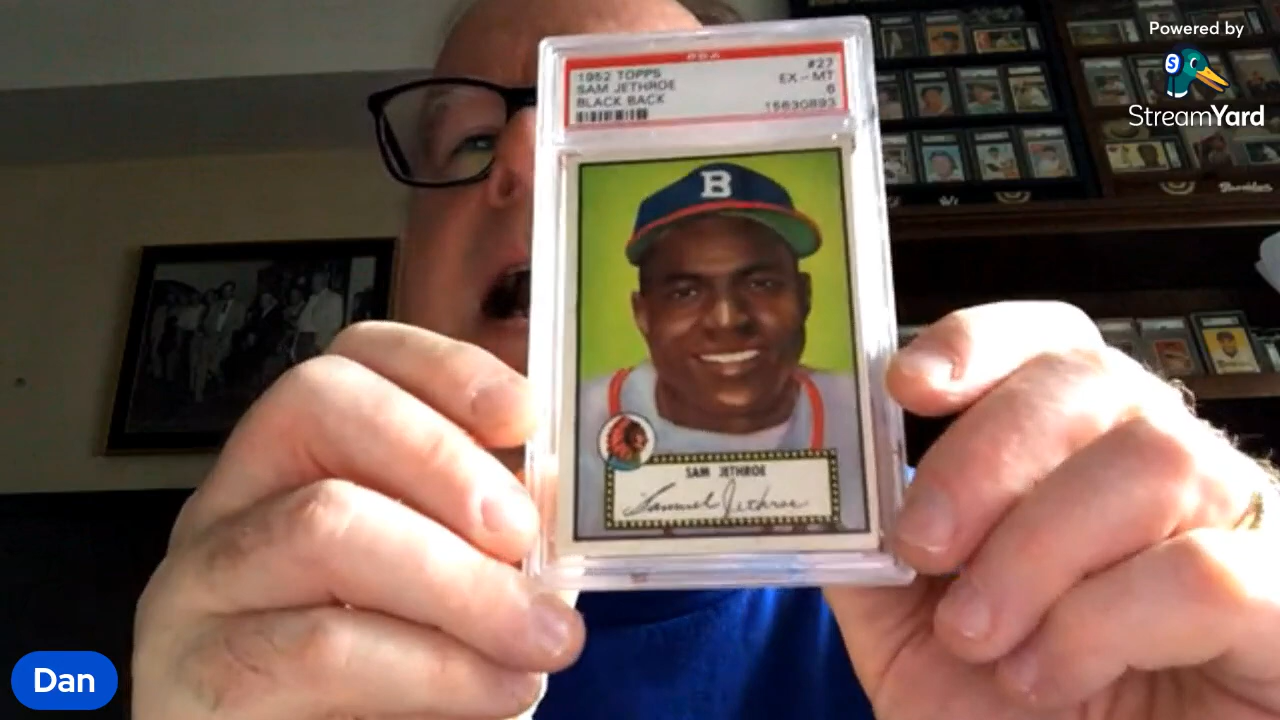 Powered by
StreamYard
PSA
1952 TOPPS #27
SAM JETHROE EX - MT
BLACK BACK 6
15630893
B
SAM JETHROE
Samuel Jethroe
Dan